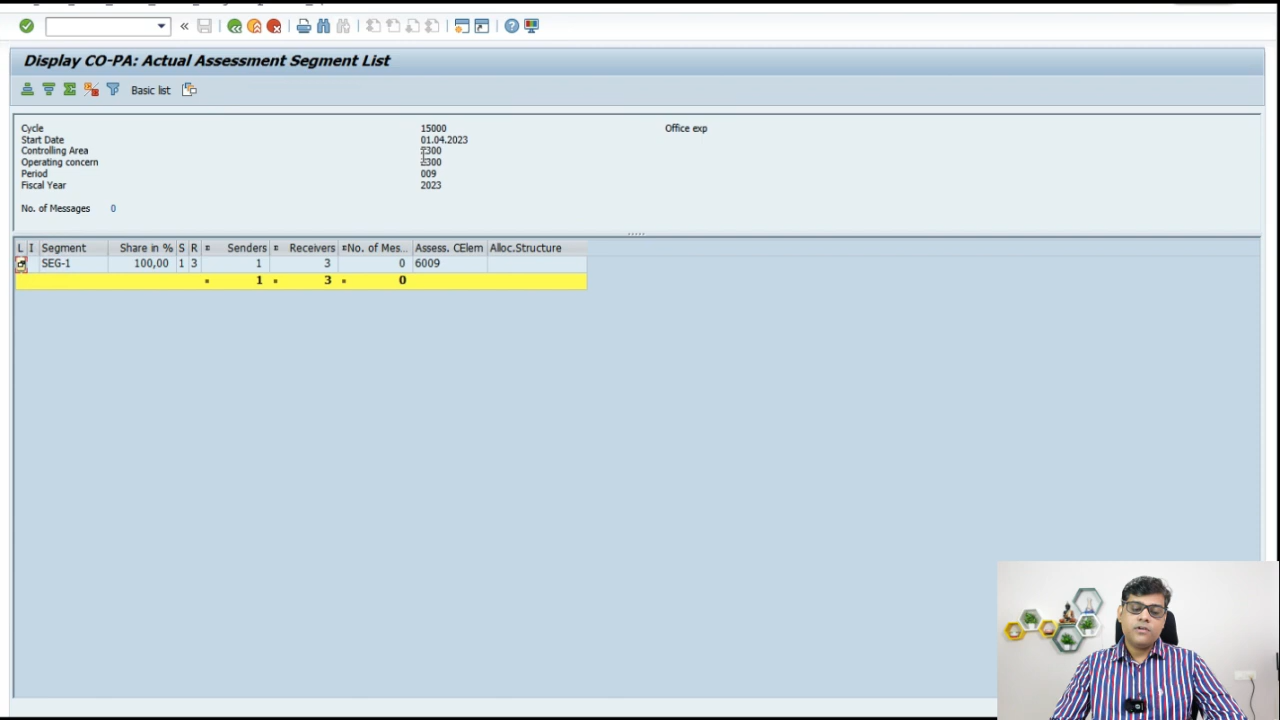 Display CO-PA: Actual Assessment Segment List
Basic list
Cycle 15000 Office exp
Start Date 01.04.2023
Controlling Area
Operating concern
Period 009
Fiscal Year 2023
No. of Messages 0
L I Segment Share in % S R Senders Receivers No. of Mes... Assess. CElem Alloc.Structure
SEG-1 100,00 1 3 1 3 0 6009
1 3 0